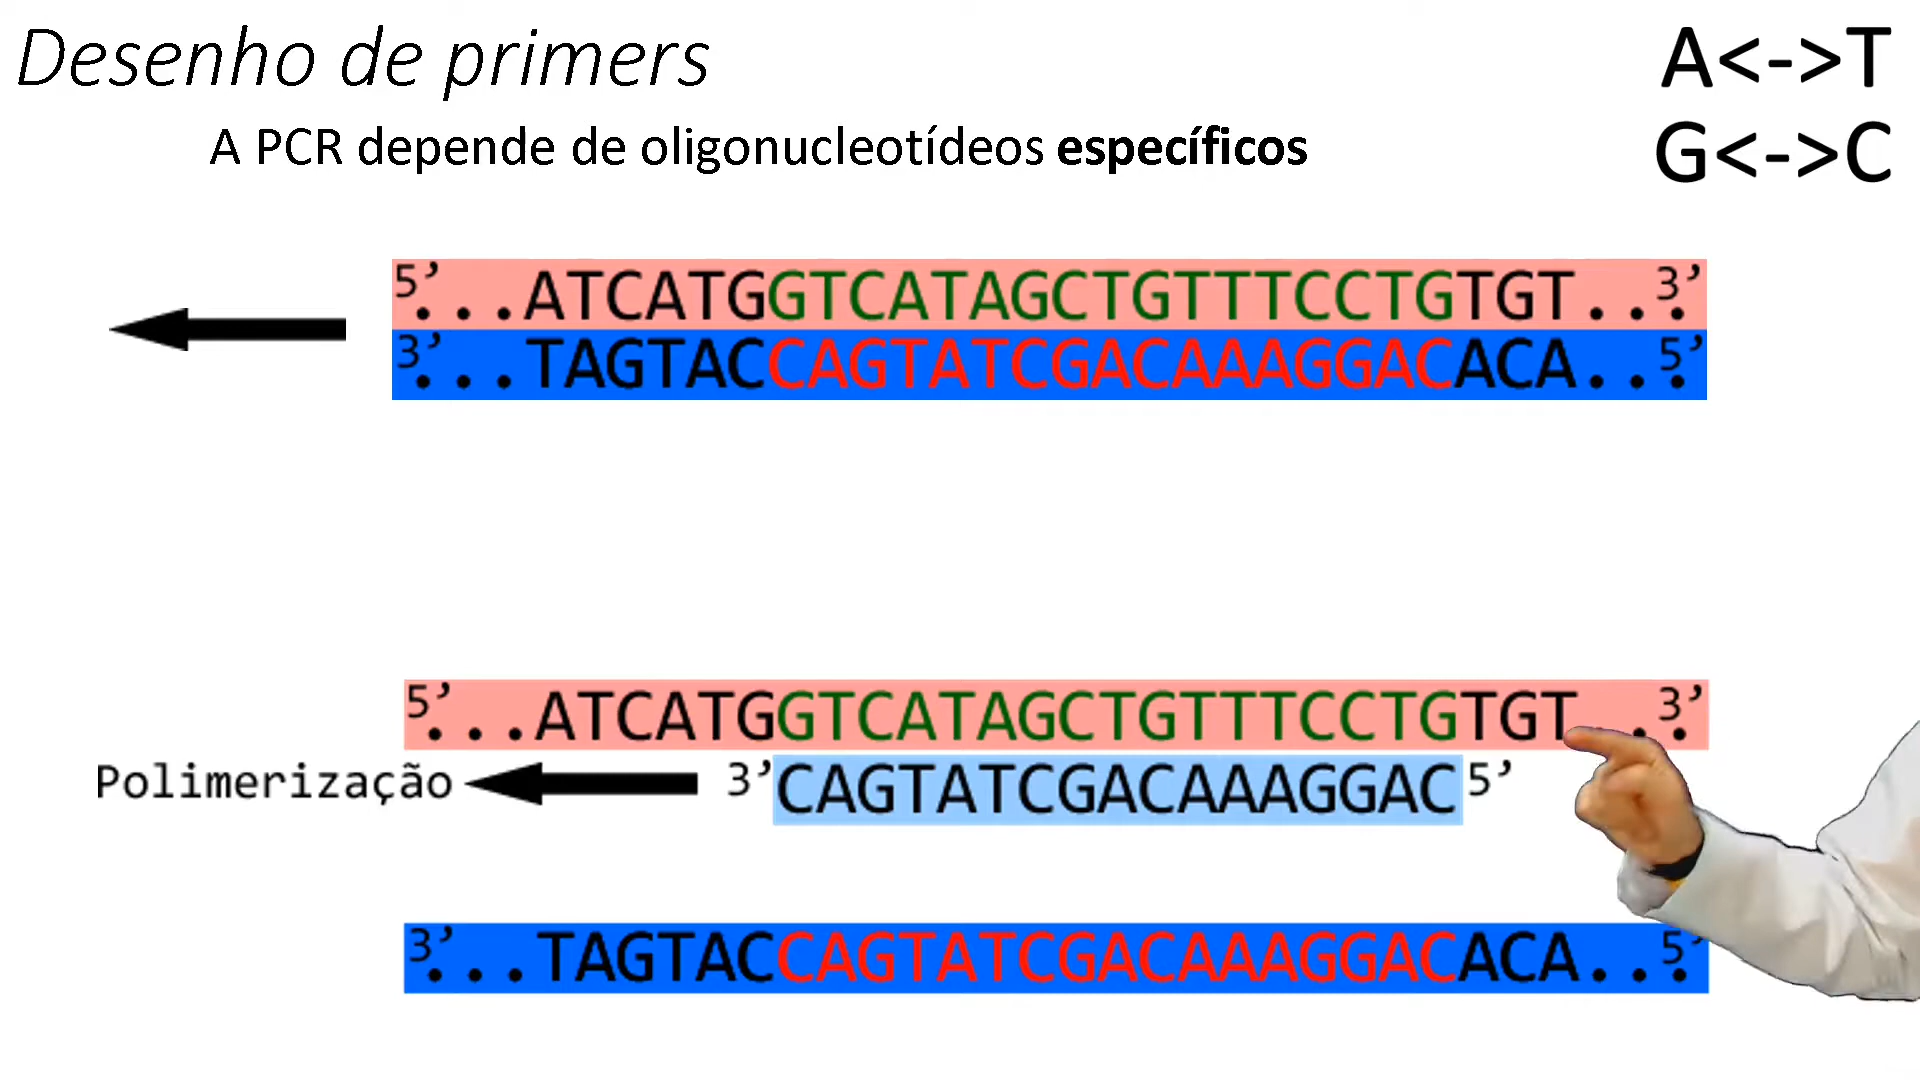 Desenho de primers
A<->T
A PCR depende de oligonucleotídeos específicos
G<->C
5’...ATCATGGTCATAGCTGTTTCCTGTGT...3’
3’...TAGTACCAGTATCGACAAAGGACACA...5’
5’...ATCATGGTCATAGCTGTTTCCTGTGT...3’
Polimerização 3’CAGTATCGACAAAGGAC5’
3’...TAGTACCAGTATCGACAAAGGACACA...5’